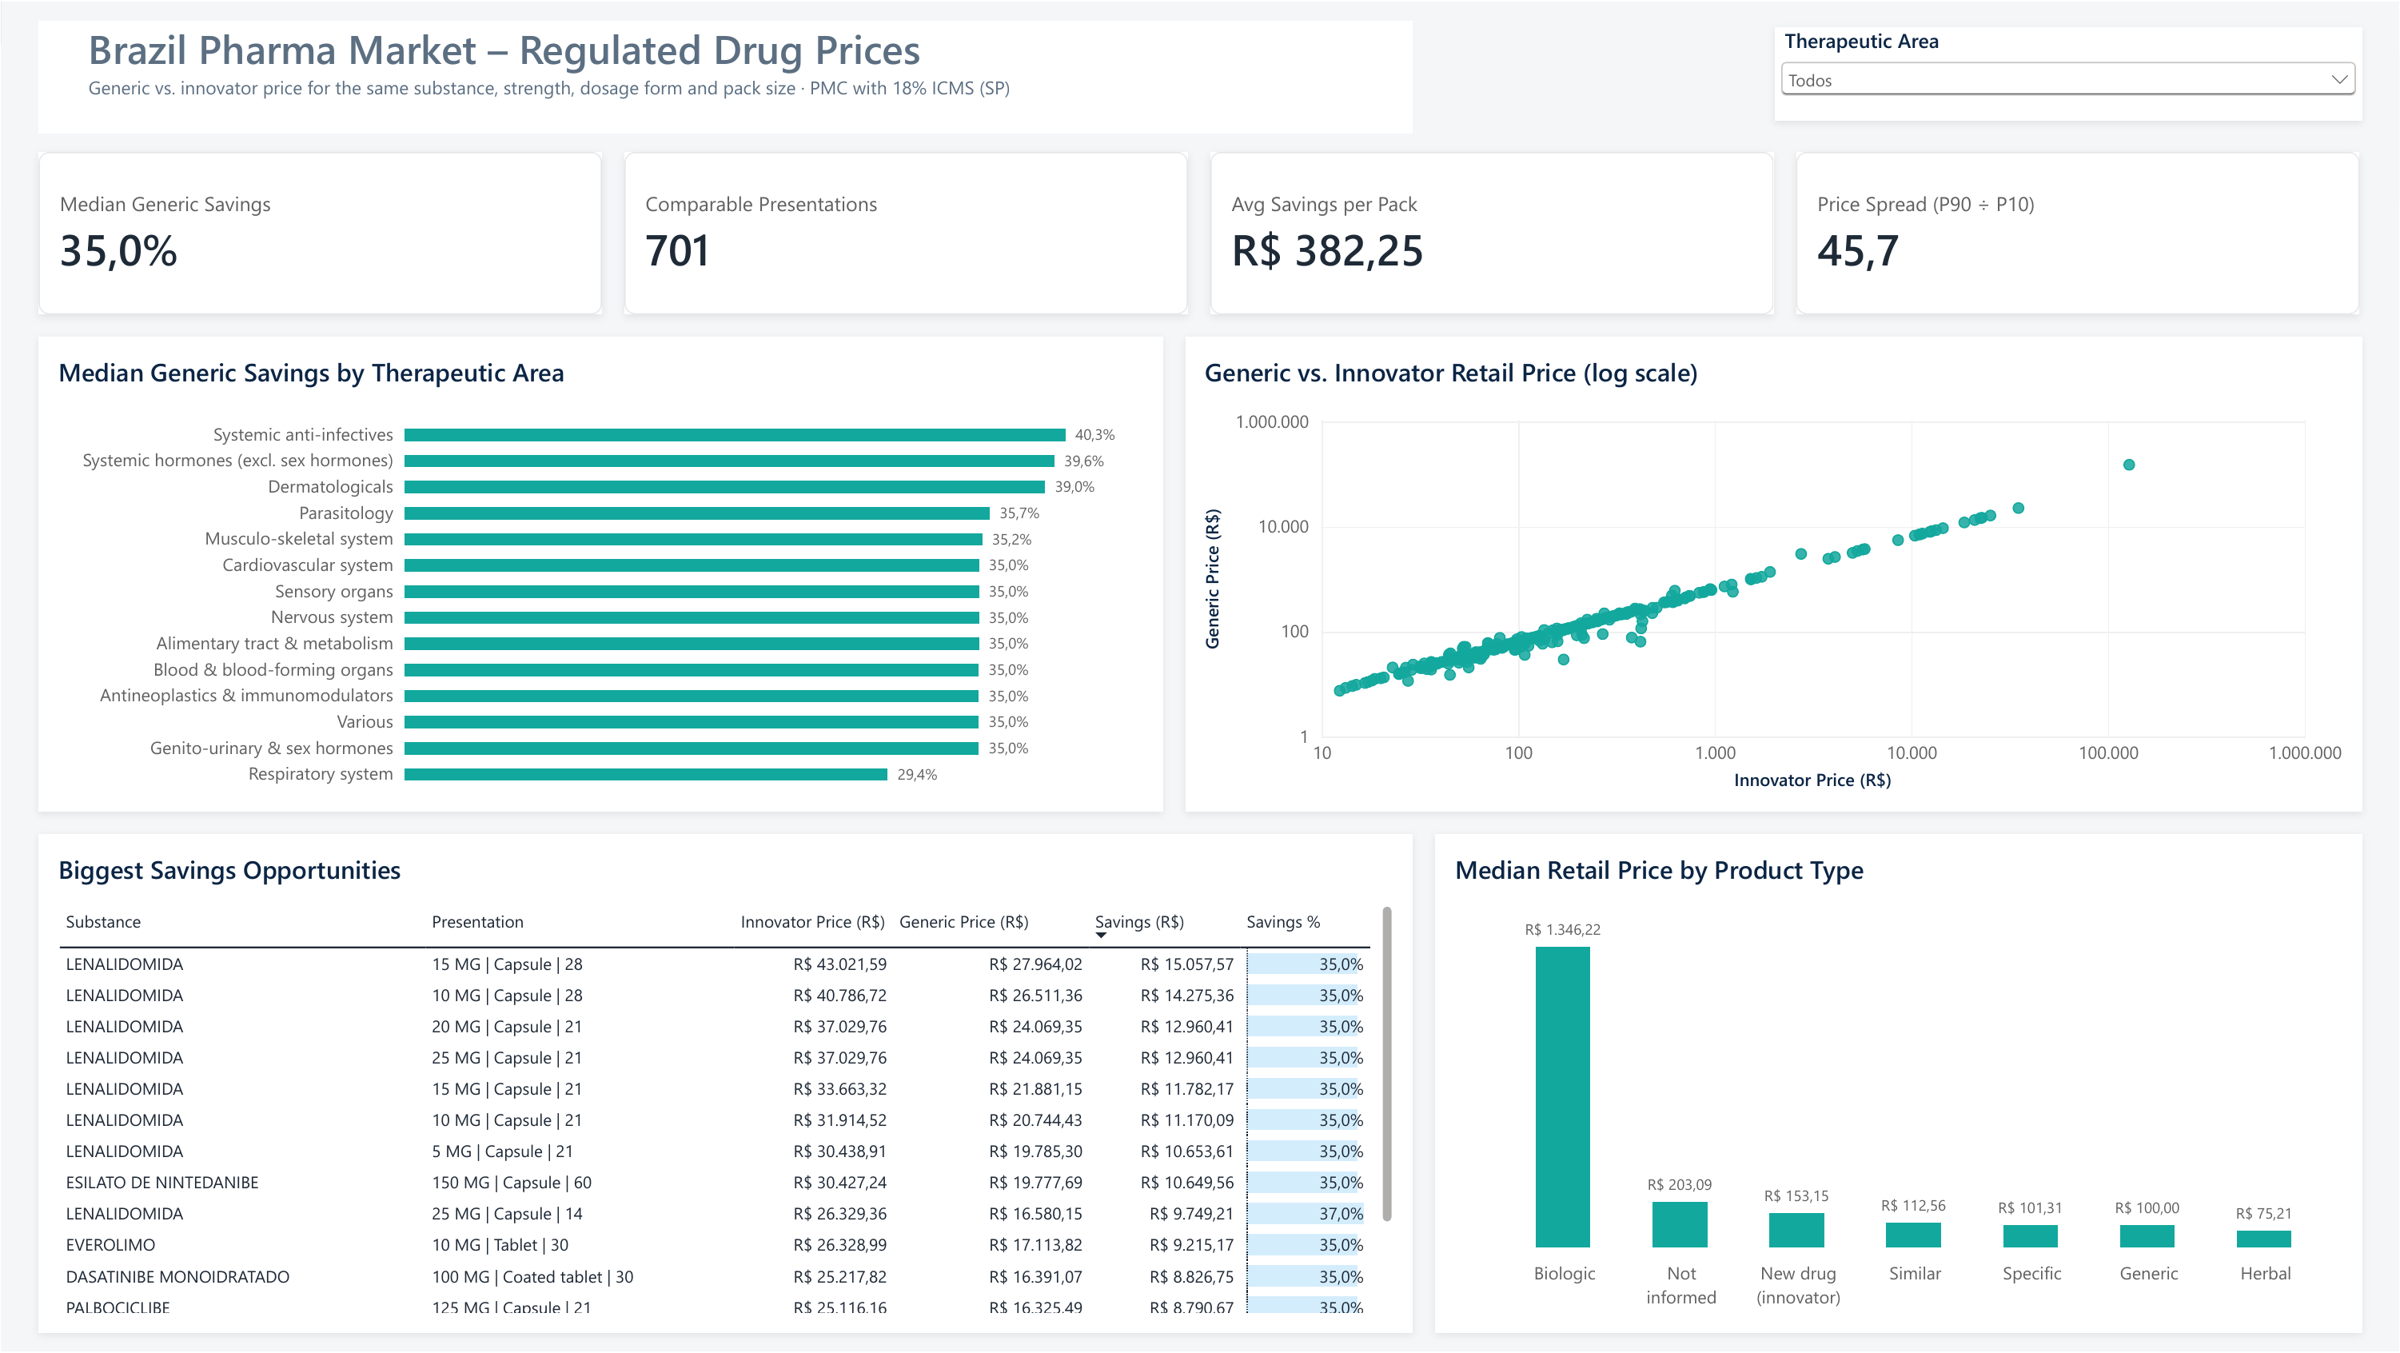 Brazil Pharma Market – Regulated Drug Prices
Generic vs. innovator price for the same substance, strength, dosage form and pack size · PMC with 18% ICMS (SP)
Therapeutic Area
Todos
Median Generic Savings
35,0%
Comparable Presentations
701
Avg Savings per Pack
R$ 382,25
Price Spread (P90 ÷ P10)
45,7
Median Generic Savings by Therapeutic Area
Systemic anti-infectives 40,3%
Systemic hormones (excl. sex hormones) 39,6%
Dermatologicals 39,0%
Parasitology 35,7%
Musculo-skeletal system 35,2%
Cardiovascular system 35,0%
Sensory organs 35,0%
Nervous system 35,0%
Alimentary tract & metabolism 35,0%
Blood & blood-forming organs 35,0%
Antineoplastics & immunomodulators 35,0%
Various 35,0%
Genito-urinary & sex hormones 35,0%
Respiratory system 29,4%
Generic vs. Innovator Retail Price (log scale)
Generic Price (R$)
1.000.000
10.000
100
1
10 100 1.000 10.000 100.000 1.000.000
Innovator Price (R$)
Biggest Savings Opportunities
Substance Presentation Innovator Price (R$) Generic Price (R$) Savings (R$) Savings %
LENALIDOMIDA 15 MG | Capsule | 28 R$ 43.021,59 R$ 27.964,02 R$ 15.057,57 35,0%
LENALIDOMIDA 10 MG | Capsule | 28 R$ 40.786,72 R$ 26.511,36 R$ 14.275,36 35,0%
LENALIDOMIDA 20 MG | Capsule | 21 R$ 37.029,76 R$ 24.069,35 R$ 12.960,41 35,0%
LENALIDOMIDA 25 MG | Capsule | 21 R$ 37.029,76 R$ 24.069,35 R$ 12.960,41 35,0%
LENALIDOMIDA 15 MG | Capsule | 21 R$ 33.663,32 R$ 21.881,15 R$ 11.782,17 35,0%
LENALIDOMIDA 10 MG | Capsule | 21 R$ 31.914,52 R$ 20.744,43 R$ 11.170,09 35,0%
LENALIDOMIDA 5 MG | Capsule | 21 R$ 30.438,91 R$ 19.785,30 R$ 10.653,61 35,0%
ESILATO DE NINTEDANIBE 150 MG | Capsule | 60 R$ 30.427,24 R$ 19.777,69 R$ 10.649,56 35,0%
LENALIDOMIDA 25 MG | Capsule | 14 R$ 26.329,36 R$ 16.580,15 R$ 9.749,21 37,0%
EVEROLIMO 10 MG | Tablet | 30 R$ 26.328,99 R$ 17.113,82 R$ 9.215,17 35,0%
DASATINIBE MONOIDRATADO 100 MG | Coated tablet | 30 R$ 25.217,82 R$ 16.391,07 R$ 8.826,75 35,0%
PALBOCICLIBE 125 MG | Capsule | 21 R$ 25.116,16 R$ 16.325,49 R$ 8.790,67 35,0%
Median Retail Price by Product Type
R$ 1.346,22
R$ 203,09
R$ 153,15
R$ 112,56
R$ 101,31
R$ 100,00
R$ 75,21
Biologic
Not
informed
New drug
(innovator)
Similar
Specific
Generic
Herbal